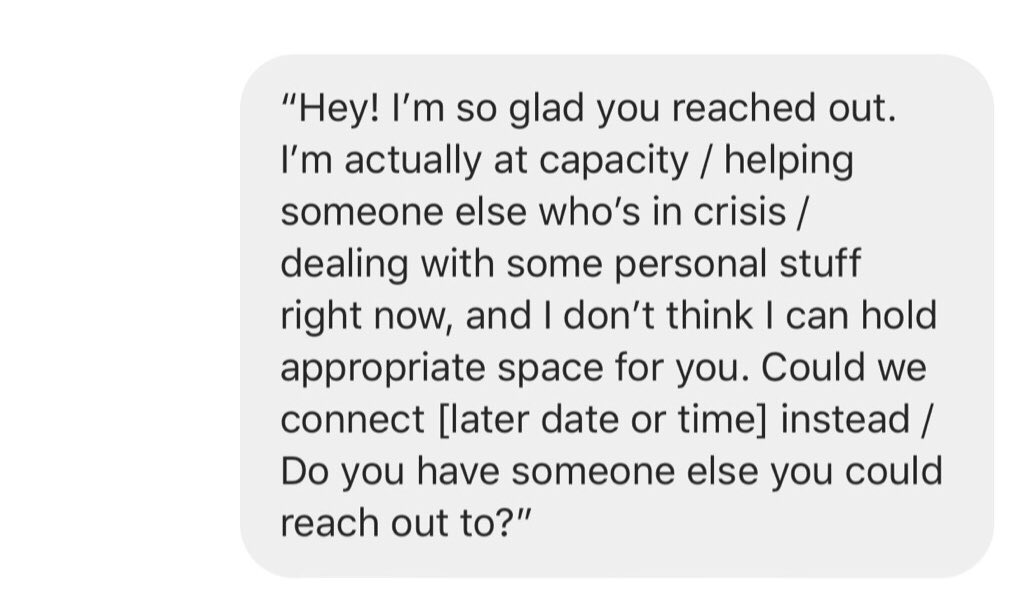 “Hey! I’m so glad you reached out.
I’m actually at capacity / helping
someone else who’s in crisis /
dealing with some personal stuff
right now, and I don’t think I can hold
appropriate space for you. Could we
connect [later date or time] instead /
Do you have someone else you could
reach out to?”